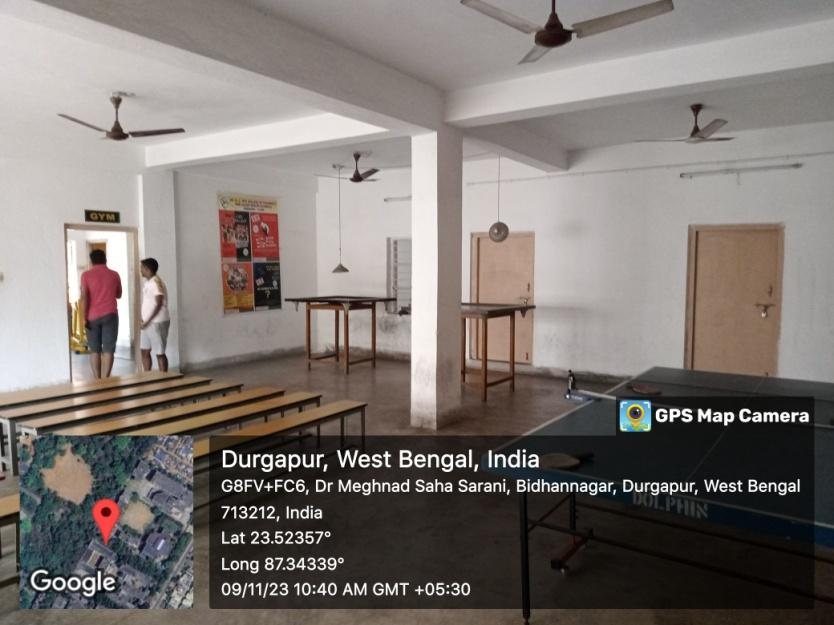 GYM
GPS Map Camera
DOLPHIN
Durgapur, West Bengal, India
G8FV+FC6, Dr Meghnad Saha Sarani, Bidhannagar, Durgapur, West Bengal
713212, India
Lat 23.52357°
Long 87.34339°
09/11/23 10:40 AM GMT +05:30
Google